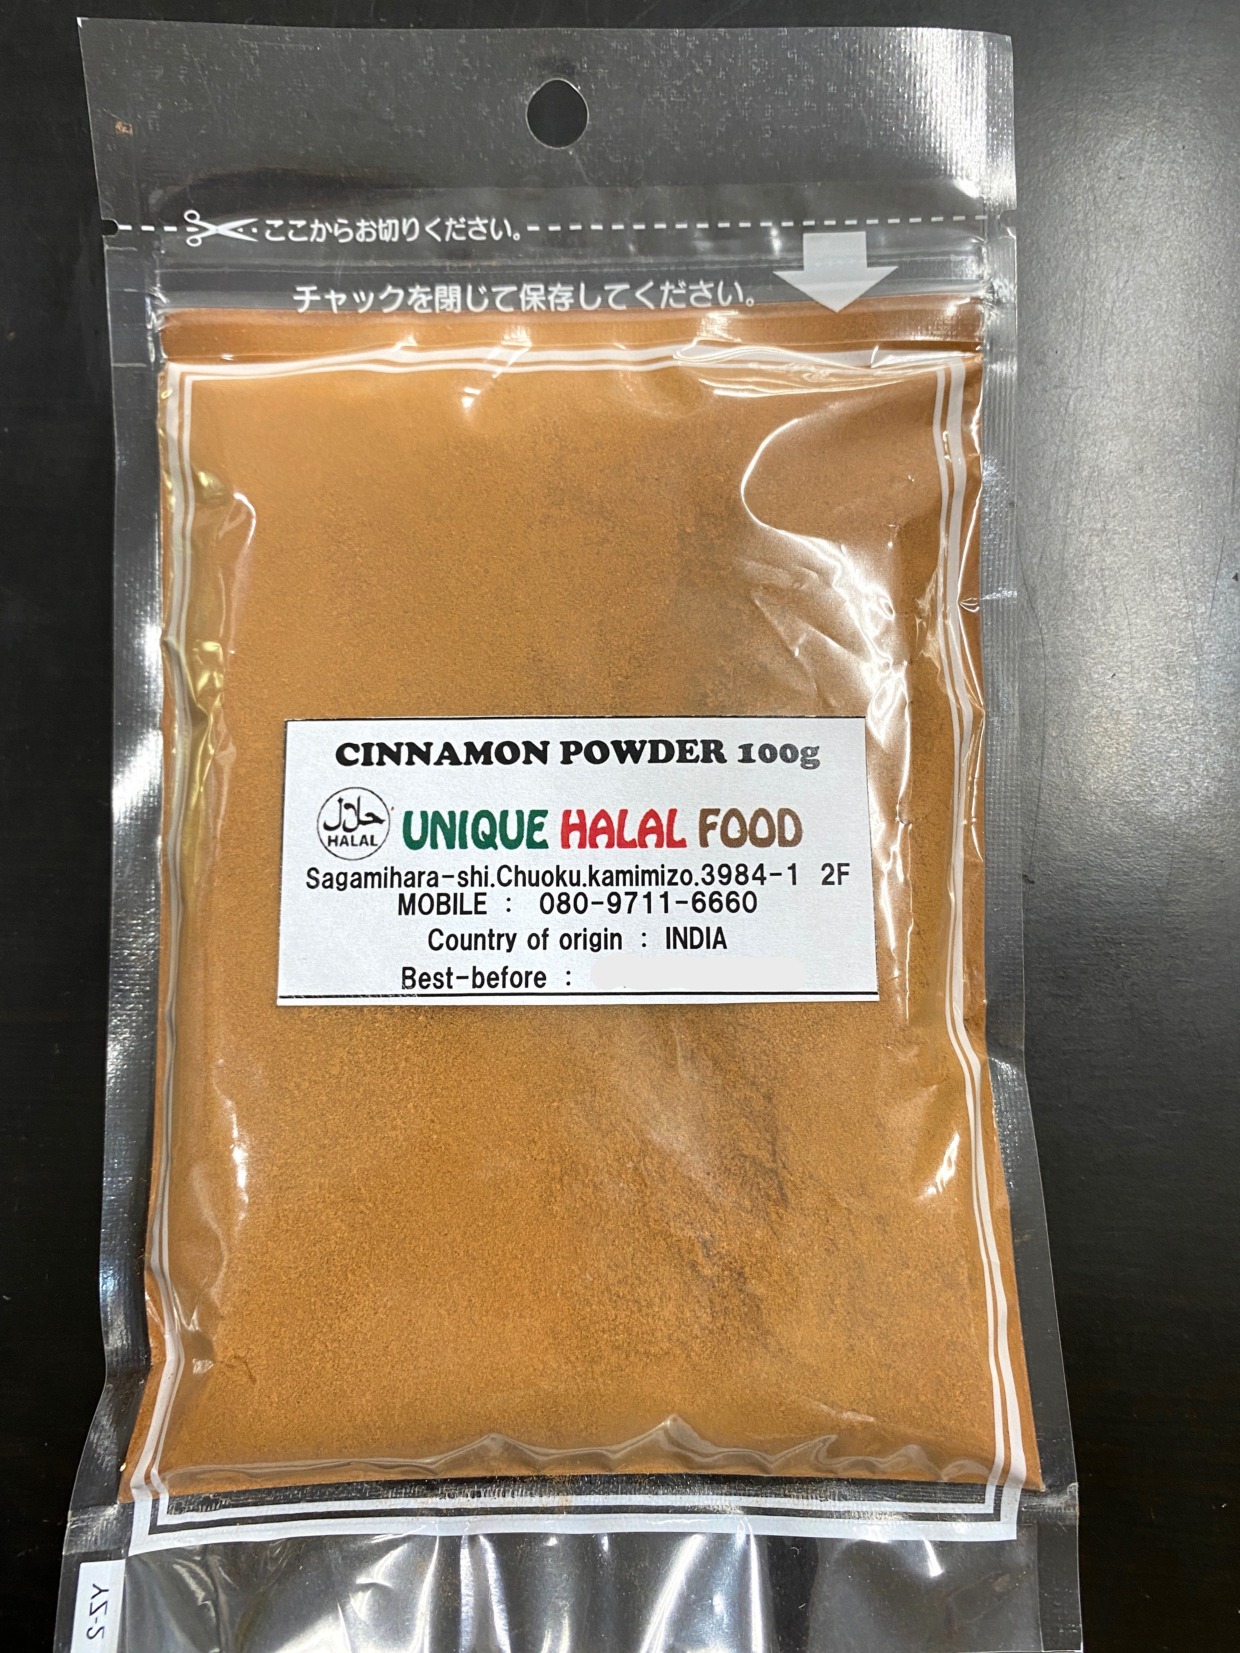 ここからお切りください。
チャックを閉じて保存してください。
CINNAMON POWDER 100g
حلال
HALAL
UNIQUE HALAL FOOD
Sagamihara-shi.Chuoku.kamimizo.3984-1 2F
MOBILE : 080-9711-6660
Country of origin : INDIA
Best-before :
YZ-2